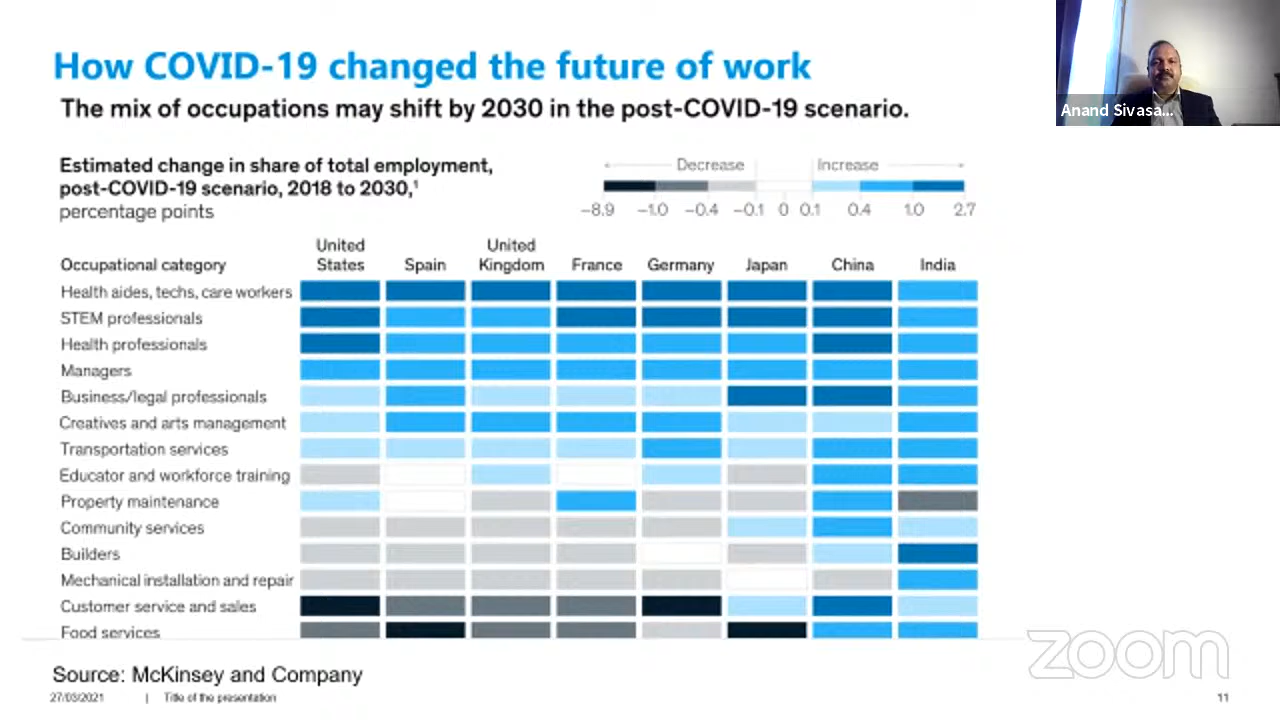 How COVID-19 changed the future of work
Anand Sivasa...
The mix of occupations may shift by 2030 in the post-COVID-19 scenario.
Estimated change in share of total employment,
post-COVID-19 scenario, 2018 to 2030,¹
percentage points
Decrease Increase
−8.9 −1.0 −0.4 −0.1 0 0.1 0.4 1.0 2.7
Occupational category
United States
Spain
United Kingdom
France
Germany
Japan
China
India
Health aides, techs, care workers
STEM professionals
Health professionals
Managers
Business/legal professionals
Creatives and arts management
Transportation services
Educator and workforce training
Property maintenance
Community services
Builders
Mechanical installation and repair
Customer service and sales
Food services
zoom
Source: McKinsey and Company
27/03/2021 | Title of the presentation 11